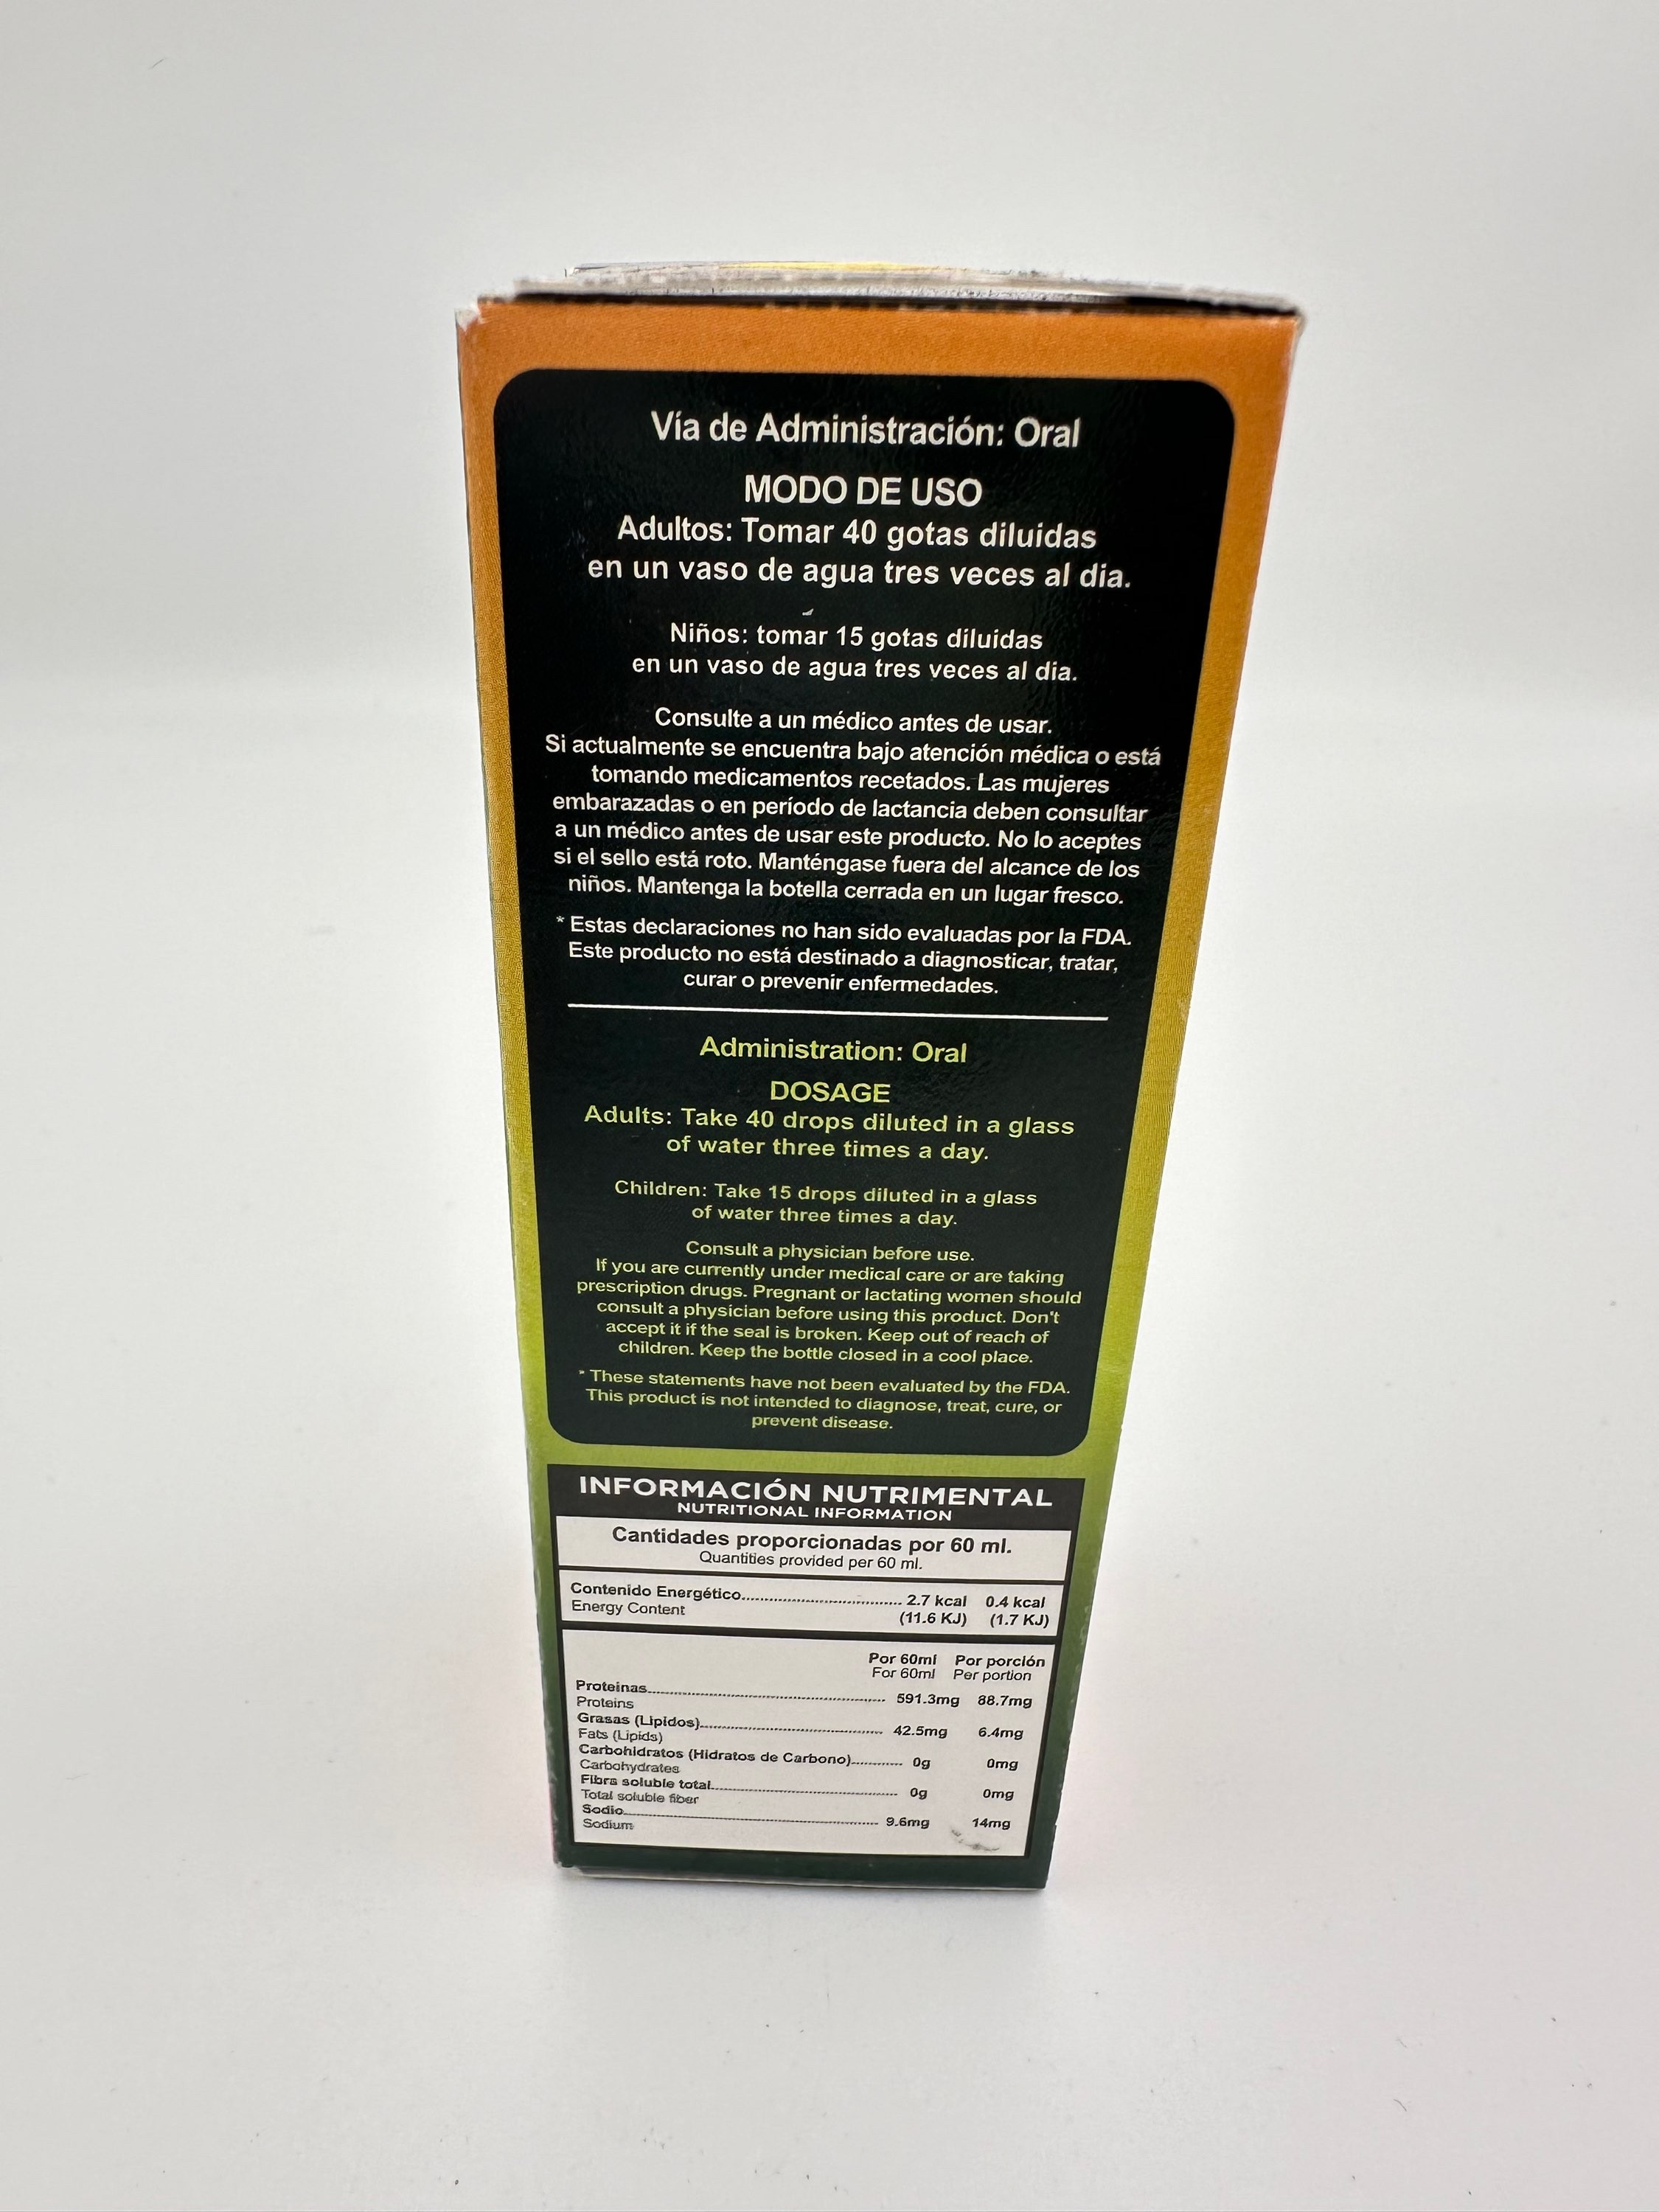 Vía de Administración: Oral
MODO DE USO
Adultos: Tomar 40 gotas diluidas
en un vaso de agua tres veces al dia.
Niños: tomar 15 gotas diluidas
en un vaso de agua tres veces al dia.
Consulte a un médico antes de usar.
Si actualmente se encuentra bajo atención médica o está
tomando medicamentos recetados. Las mujeres
embarazadas o en período de lactancia deben consultar
a un médico antes de usar este producto. No lo aceptes
si el sello está roto. Manténgase fuera del alcance de los
niños. Mantenga la botella cerrada en un lugar fresco.
* Estas declaraciones no han sido evaluadas por la FDA.
Este producto no está destinado a diagnosticar, tratar,
curar o prevenir enfermedades.
Administration: Oral
DOSAGE
Adults: Take 40 drops diluted in a glass
of water three times a day.
Children: Take 15 drops diluted in a glass
of water three times a day.
Consult a physician before use.
If you are currently under medical care or are taking
prescription drugs. Pregnant or lactating women should
consult a physician before using this product. Don't
accept it if the seal is broken. Keep out of reach of
children. Keep the bottle closed in a cool place.
* These statements have not been evaluated by the FDA.
This product is not intended to diagnose, treat, cure, or
prevent disease.
INFORMACIÓN NUTRIMENTAL
NUTRITIONAL INFORMATION
Cantidades proporcionadas por 60 ml.
Quantities provided per 60 ml.
Contenido Energético.................................. 2.7 kcal 0.4 kcal
Energy Content (11.6 KJ) (1.7 KJ)
Por 60ml Por porción
For 60ml Per portion
Proteinas.................................................. 591.3mg 88.7mg
Proteins
Grasas (Lipidos)...................................... 42.5mg 6.4mg
Fats (Lipids)
Carbohidratos (Hidratos de Carbono)............ 0g 0mg
Carbohydrates
Fibra soluble total....................................... 0g 0mg
Total soluble fiber
Sodio...................................................... 9.6mg 14mg
Sodium